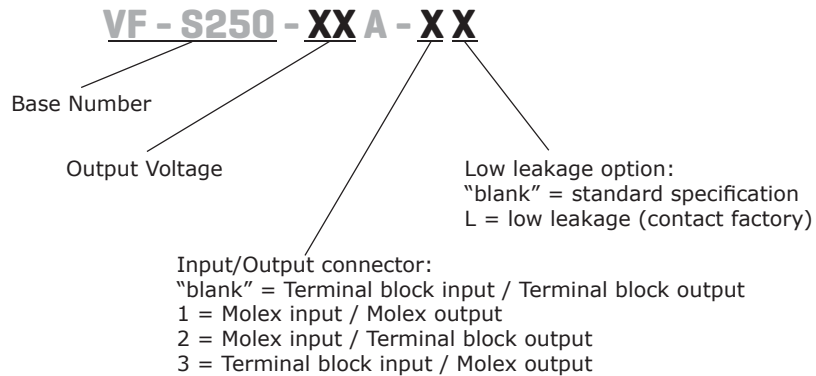 VF - S250 - XX A - X X
Base Number
Output Voltage
Low leakage option:
“blank” = standard specification
L = low leakage (contact factory)
Input/Output connector:
“blank” = Terminal block input / Terminal block output
1 = Molex input / Molex output
2 = Molex input / Terminal block output
3 = Terminal block input / Molex output